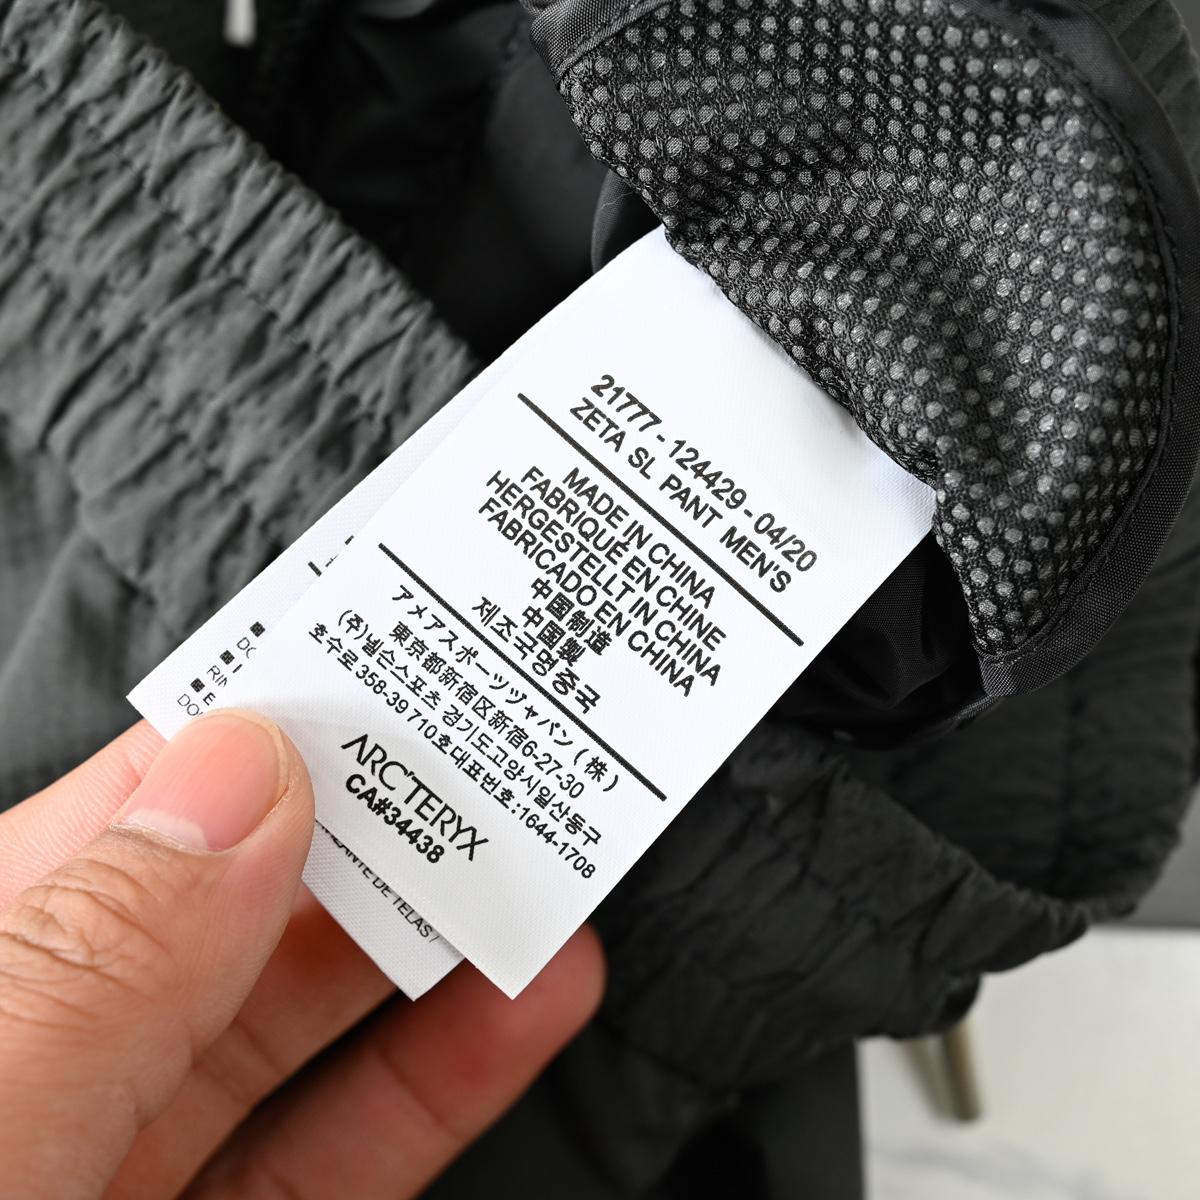 21777 - 124429 - 04/20
ZETA SL PANT MEN'S
MADE IN CHINA
FABRIQUÉ EN CHINE
HERGESTELLT IN CHINA
FABRICADO EN CHINA
中国制造
中國製
제조국명중국
アメアスポーツジャパン (株)
東京都新宿区新宿6-27-30
(주)넬슨스포츠 경기도고양시일산동구
호수로 358-39 710호대표번호:1644-1708
ARC'TERYX
CA#34438
DE TELAS /